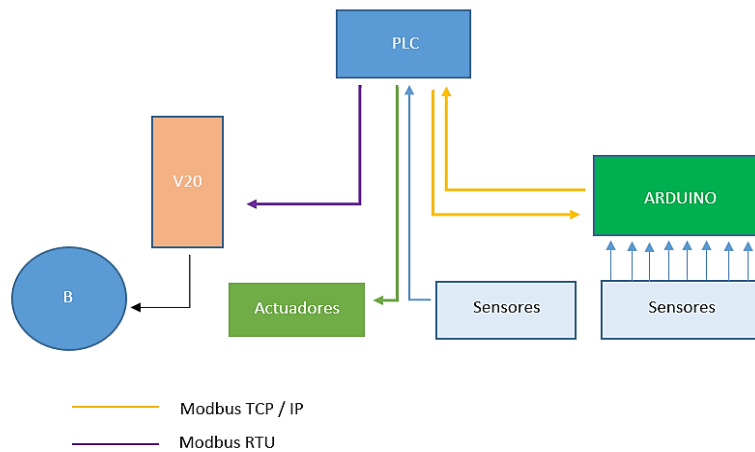 PLC
V20
ARDUINO
B
Actuadores
Sensores
Sensores
Modbus TCP / IP
Modbus RTU